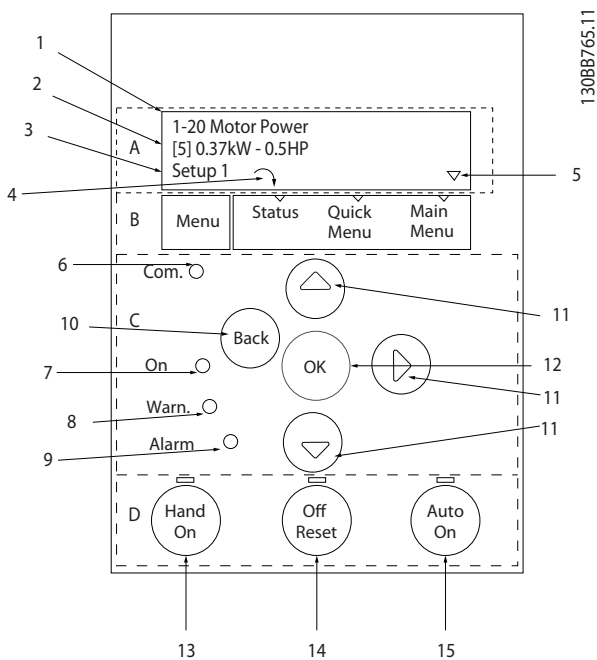 130BB765.11
1
2
3
4
A
1-20 Motor Power
[5] 0.37kW - 0.5HP
Setup 1
5
B
Menu
Status
Quick
Menu
Main
Menu
6
Com.
11
10
C
Back
OK
12
7
On
11
8
Warn.
11
9
Alarm
D
Hand
On
Off
Reset
Auto
On
13
14
15